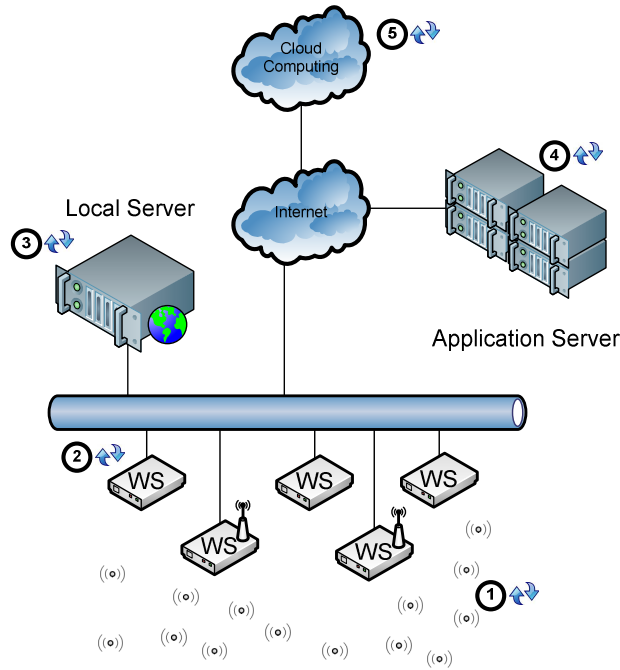 5
Cloud
Computing
4
Internet
Local Server
3
Application Server
2
WS
WS
WS
WS
WS
1